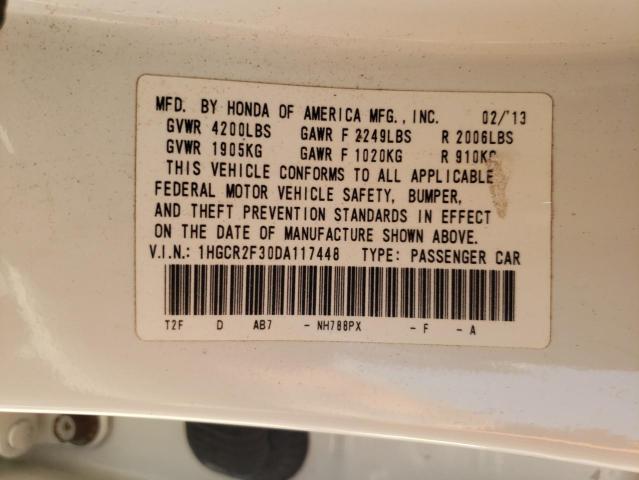 MFD. BY HONDA OF AMERICA MFG., INC. 02/'13
GVWR 4200LBS GAWR F 2249LBS R 2006LBS
GVWR 1905KG GAWR F 1020KG R 910KG
THIS VEHICLE CONFORMS TO ALL APPLICABLE
FEDERAL MOTOR VEHICLE SAFETY, BUMPER,
AND THEFT PREVENTION STANDARDS IN EFFECT
ON THE DATE OF MANUFACTURE SHOWN ABOVE.
V.I.N.: 1HGCR2F30DA117448 TYPE: PASSENGER CAR
T2F D AB7 - NH788PX - F - A